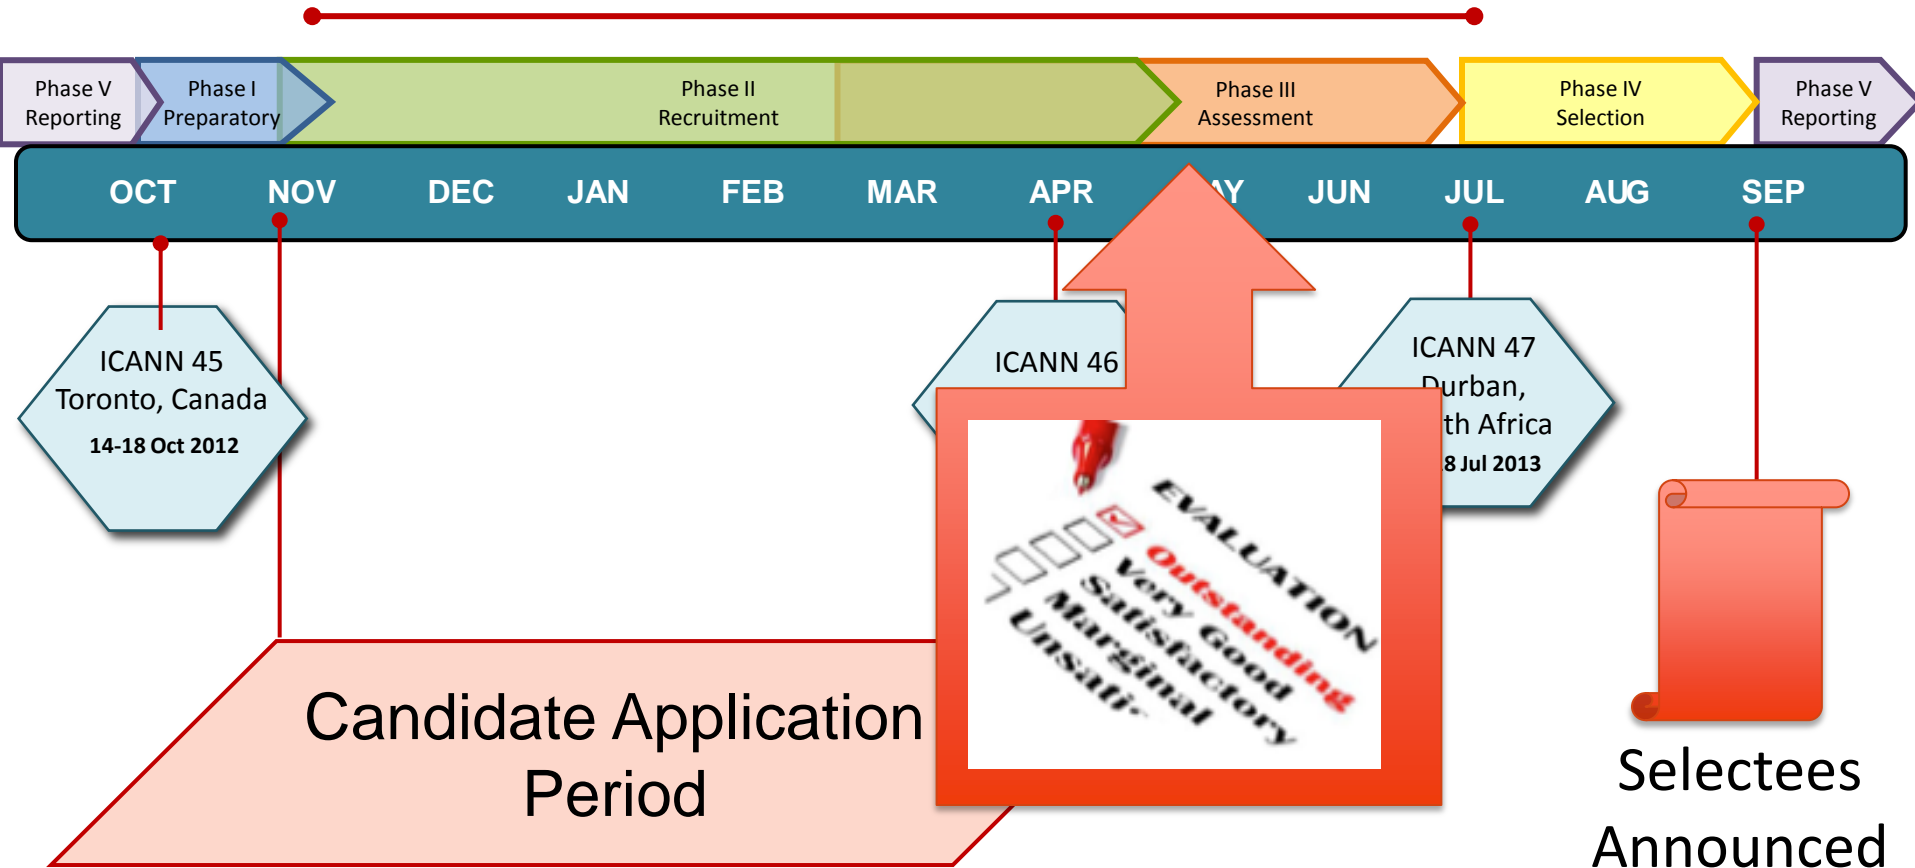 Phase V
Reporting
Phase I
Preparatory
Phase II
Recruitment
Phase III
Assessment
Phase IV
Selection
Phase V
Reporting
OCT NOV DEC JAN FEB MAR APR AY JUN JUL AUG SEP
ICANN 45
Toronto, Canada
14-18 Oct 2012
ICANN 46
ICANN 47
Durban,
th Africa
8 Jul 2013
EVALUATION
Outstanding
Very Good
Satisfactory
Marginal
Candidate Application
Period
Selectees
Announced